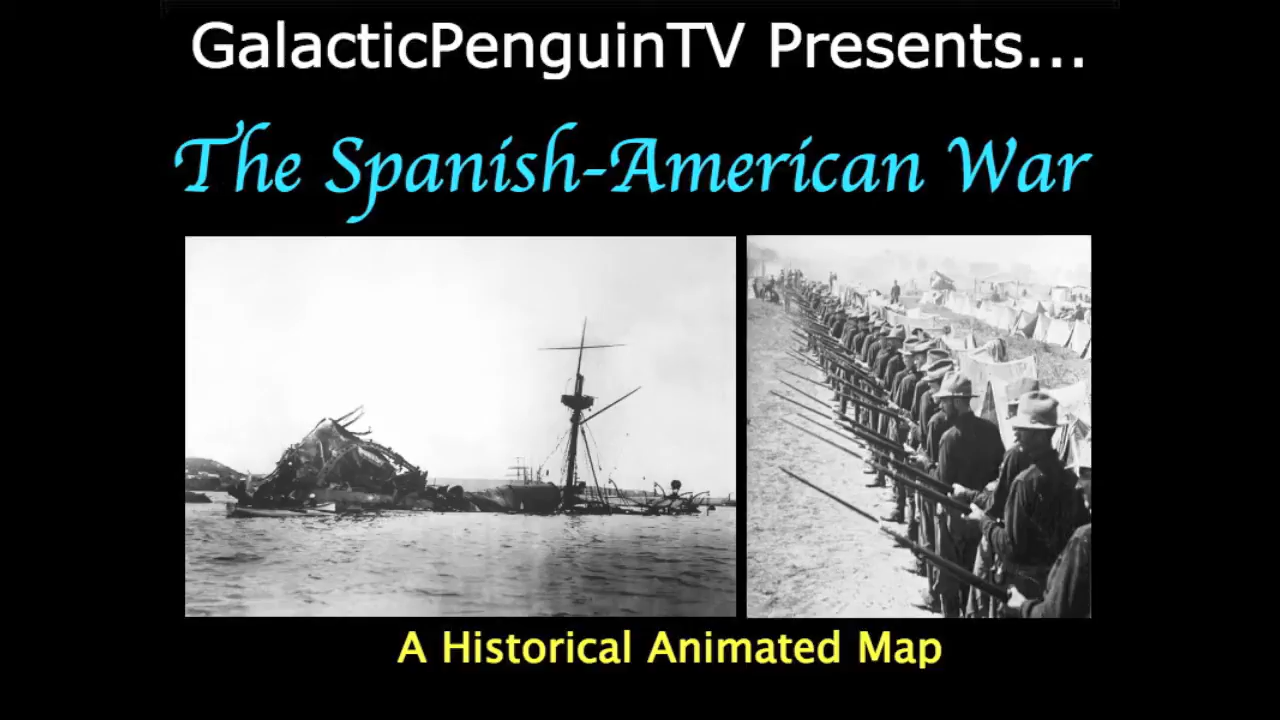 GalacticPenguinTV Presents...
The Spanish-American War
A Historical Animated Map